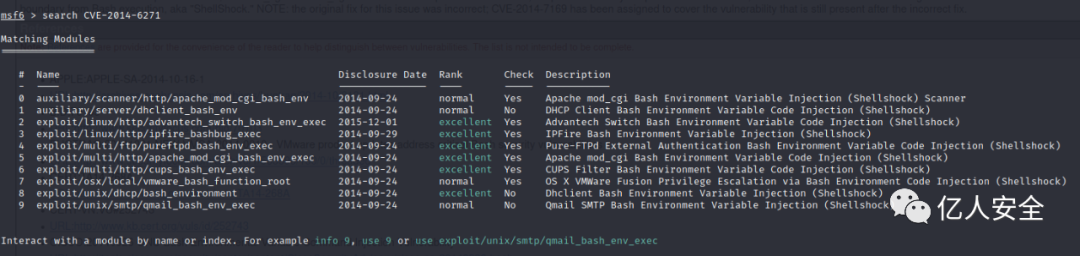 msf6 > search CVE-2014-6271
Matching Modules
# Name Disclosure Date Rank Check Description
0 auxiliary/scanner/http/apache_mod_cgi_bash_env 2014-09-24 normal Yes Apache mod_cgi Bash Environment Variable Injection (Shellshock) Scanner
1 auxiliary/server/dhclient_bash_env 2014-09-24 normal No DHCP Client Bash Environment Variable Code Injection (Shellshock)
2 exploit/linux/http/advantech_switch_bash_env_exec 2015-12-01 excellent Yes Advantech Switch Bash Environment Variable Code Injection (Shellshock)
3 exploit/linux/http/ipfire_bashbug_exec 2014-09-29 excellent Yes IPFire Bash Environment Variable Injection (Shellshock)
4 exploit/multi/ftp/pureftpd_bash_env_exec 2014-09-24 excellent Yes Pure-FTPd External Authentication Bash Environment Variable Code Injection (Shellshock)
5 exploit/multi/http/apache_mod_cgi_bash_env_exec 2014-09-24 excellent Yes Apache mod_cgi Bash Environment Variable Code Injection (Shellshock)
6 exploit/multi/http/cups_bash_env_exec 2014-09-24 excellent Yes CUPS Filter Bash Environment Variable Code Injection (Shellshock)
7 exploit/osx/local/vmware_bash_function_root 2014-09-24 normal Yes OS X VMWare Fusion Privilege Escalation via Bash Environment Code Injection (Shellshock)
8 exploit/unix/dhcp/bash_environment 2014-09-24 excellent No Dhclient Bash Environment Variable Injection (Shellshock)
9 exploit/unix/smtp/qmail_bash_env_exec 2014-09-24 normal No Qmail SMTP Bash Environment Variable Injection (Shellshock)
亿人安全
Interact with a module by name or index. For example info 9, use 9 or use exploit/unix/smtp/qmail_bash_env_exec